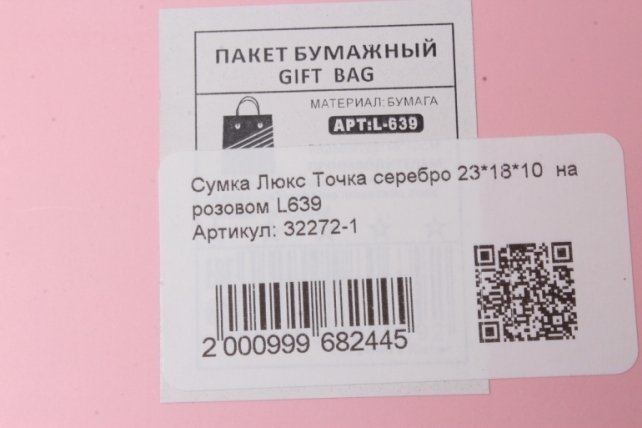 ПАКЕТ БУМАЖНЫЙ
GIFT BAG
МАТЕРИАЛ:БУМАГА
АРТ:L-639
Сумка Люкс Точка серебро 23*18*10 на
розовом L639
Артикул: 32272-1
2 000999 682445